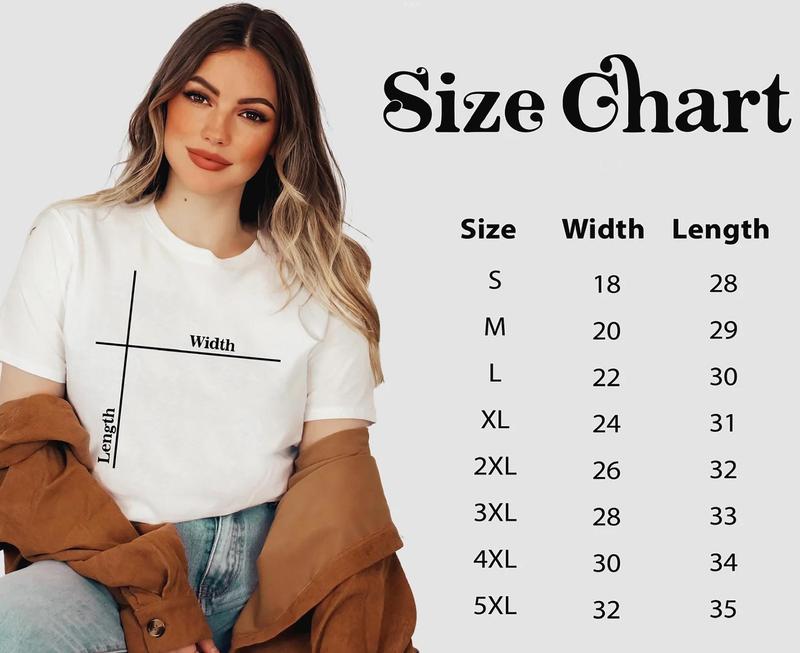 Size Chart
Size Width Length
S 18 28
M 20 29
L 22 30
XL 24 31
2XL 26 32
3XL 28 33
4XL 30 34
5XL 32 35
Width
Length